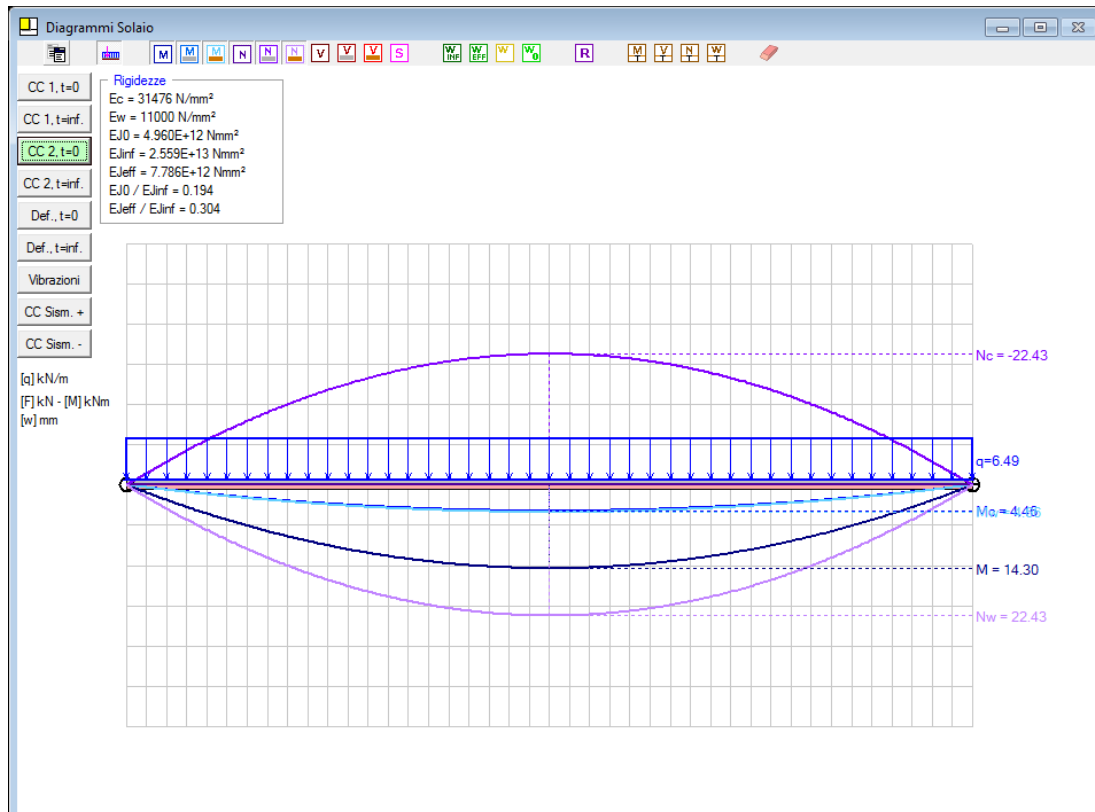 Diagrammi Solaio
M M M N N N V V V S W INF W EFF W W 0 R M T V T N T W T
CC 1, t=0
CC 1, t=inf.
CC 2, t=0
CC 2, t=inf.
Def., t=0
Def., t=inf.
Vibrazioni
CC Sism. +
CC Sism. -
Rigidezze
Ec = 31476 N/mm²
Ew = 11000 N/mm²
EJ0 = 4.960E+12 Nmm²
EJinf = 2.559E+13 Nmm²
EJeff = 7.786E+12 Nmm²
EJ0 / EJinf = 0.194
EJeff / EJinf = 0.304
[q] kN/m
[F] kN - [M] kNm
[w] mm
Nc = -22.43
q=6.49
M = 14.30
Nw = 22.43